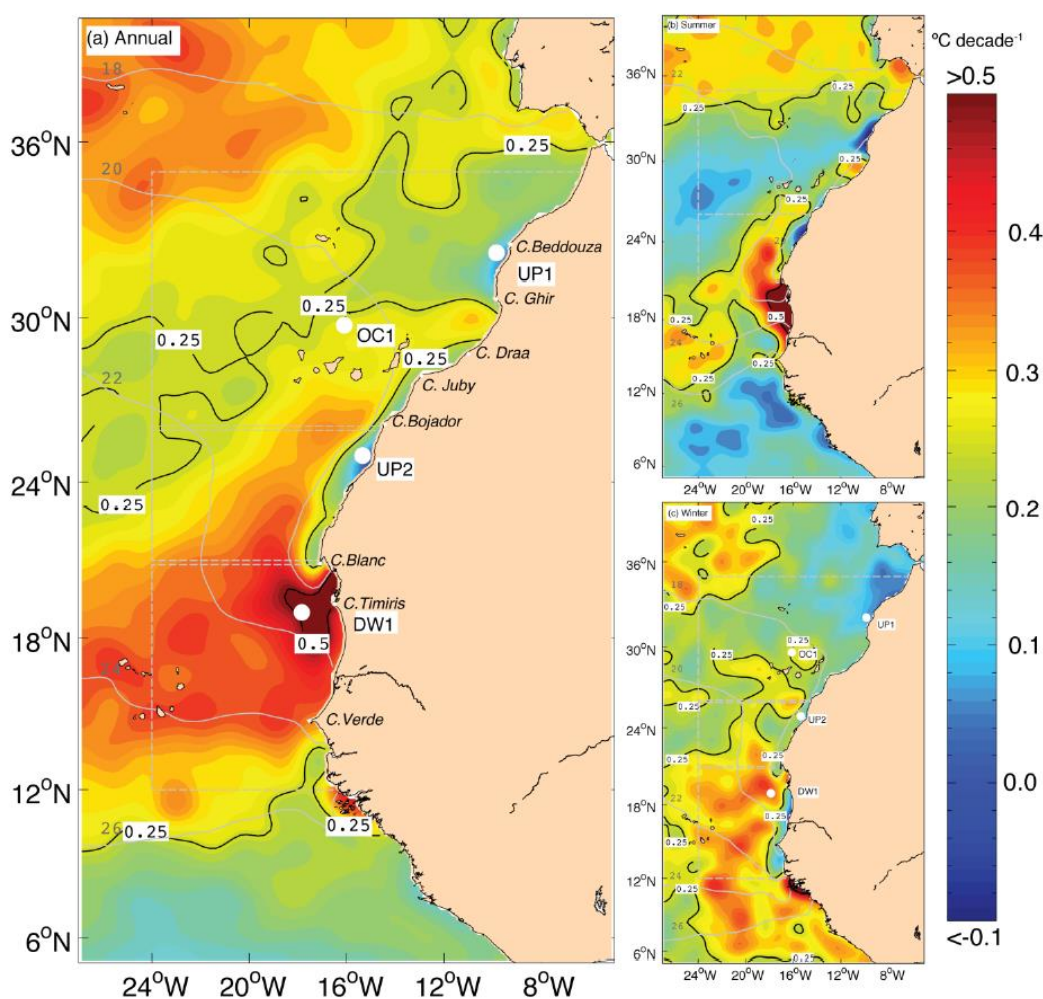 (a) Annual
18
36°N
20
0.25
C.Beddouza
UP1
C. Ghir
30°N
0.25
OC1
0.25
C. Draa
C. Juby
22
C.Bojador
UP2
24°N
0.25
C.Blanc
C.Timiris
DW1
18°N
0.5
C.Verde
12°N
26
0.25
0.25
6°N
24°W 20°W 16°W 12°W 8°W
(b) Summer
22
36°N
0.25
30°N
0.25
0.25
24°N
0.25
18°N
0.5
24
0.25
12°N
26
6°N
24°W 20°W 16°W 12°W 8°W
(c) Winter
0.25
36°N
18
0.25
UP1
30°N
0.25
OC1
20
0.25
0.25
UP2
24°N
0.25
0.25
DW1
18°N
22
0.25
24
12°N
0.25
26
0.25
6°N
24°W 20°W 16°W 12°W 8°W
ºC decade⁻¹
>0.5
0.4
0.3
0.2
0.1
0.0
<-0.1